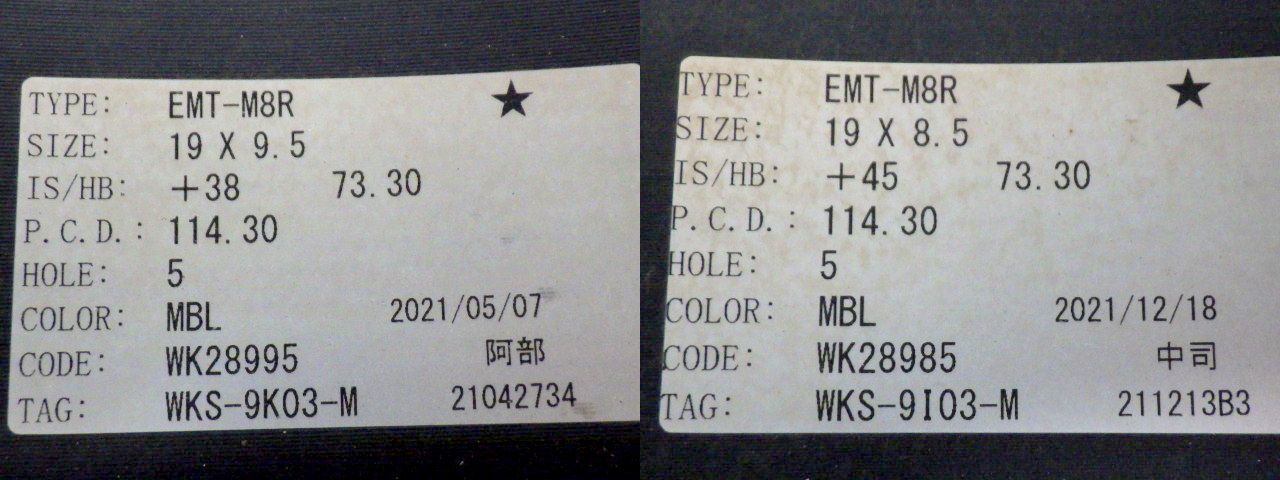 TYPE: EMT-M8R ★
SIZE: 19 X 9.5
IS/HB: +38 73.30
P.C.D.: 114.30
HOLE: 5
COLOR: MBL 2021/05/07
CODE: WK28995 阿部
TAG: WKS-9K03-M 21042734
TYPE: EMT-M8R ★
SIZE: 19 X 8.5
IS/HB: +45 73.30
P.C.D.: 114.30
HOLE: 5
COLOR: MBL 2021/12/18
CODE: WK28985 中司
TAG: WKS-9I03-M 211213B3